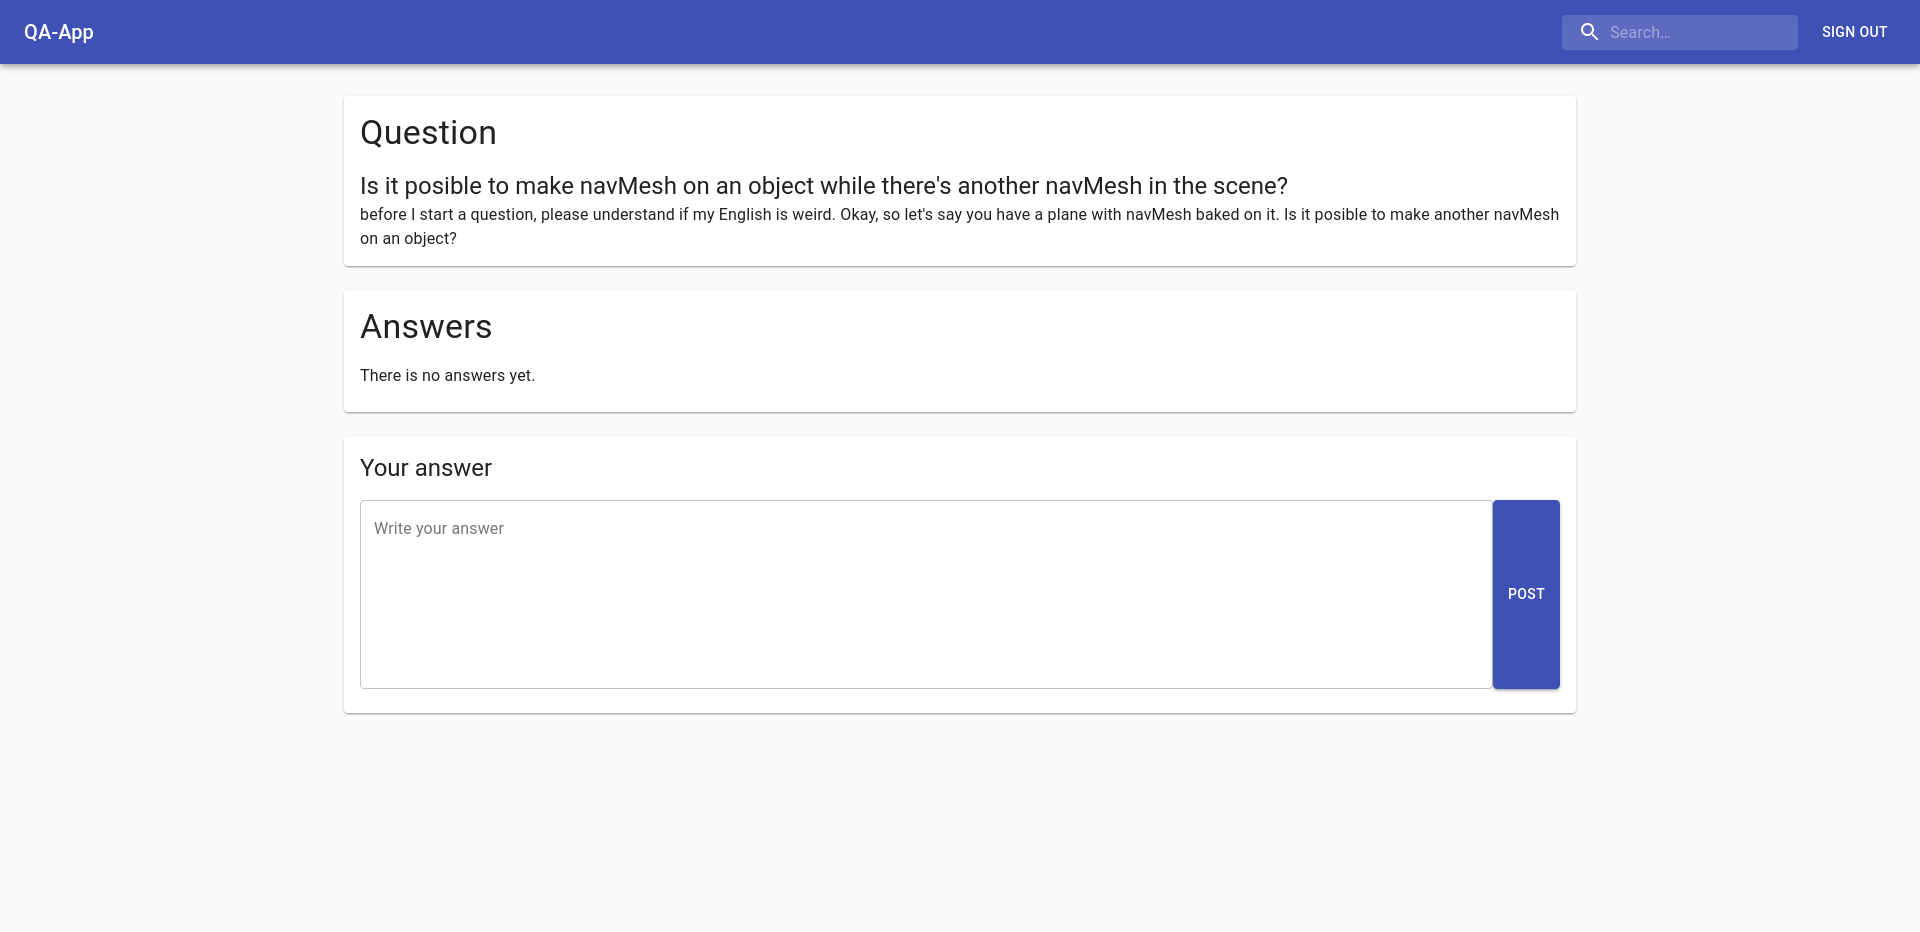 QA-App
Search...
SIGN OUT
Question
Is it posible to make navMesh on an object while there's another navMesh in the scene?
before I start a question, please understand if my English is weird. Okay, so let's say you have a plane with navMesh baked on it. Is it posible to make another navMesh
on an object?
Answers
There is no answers yet.
Your answer
Write your answer
POST